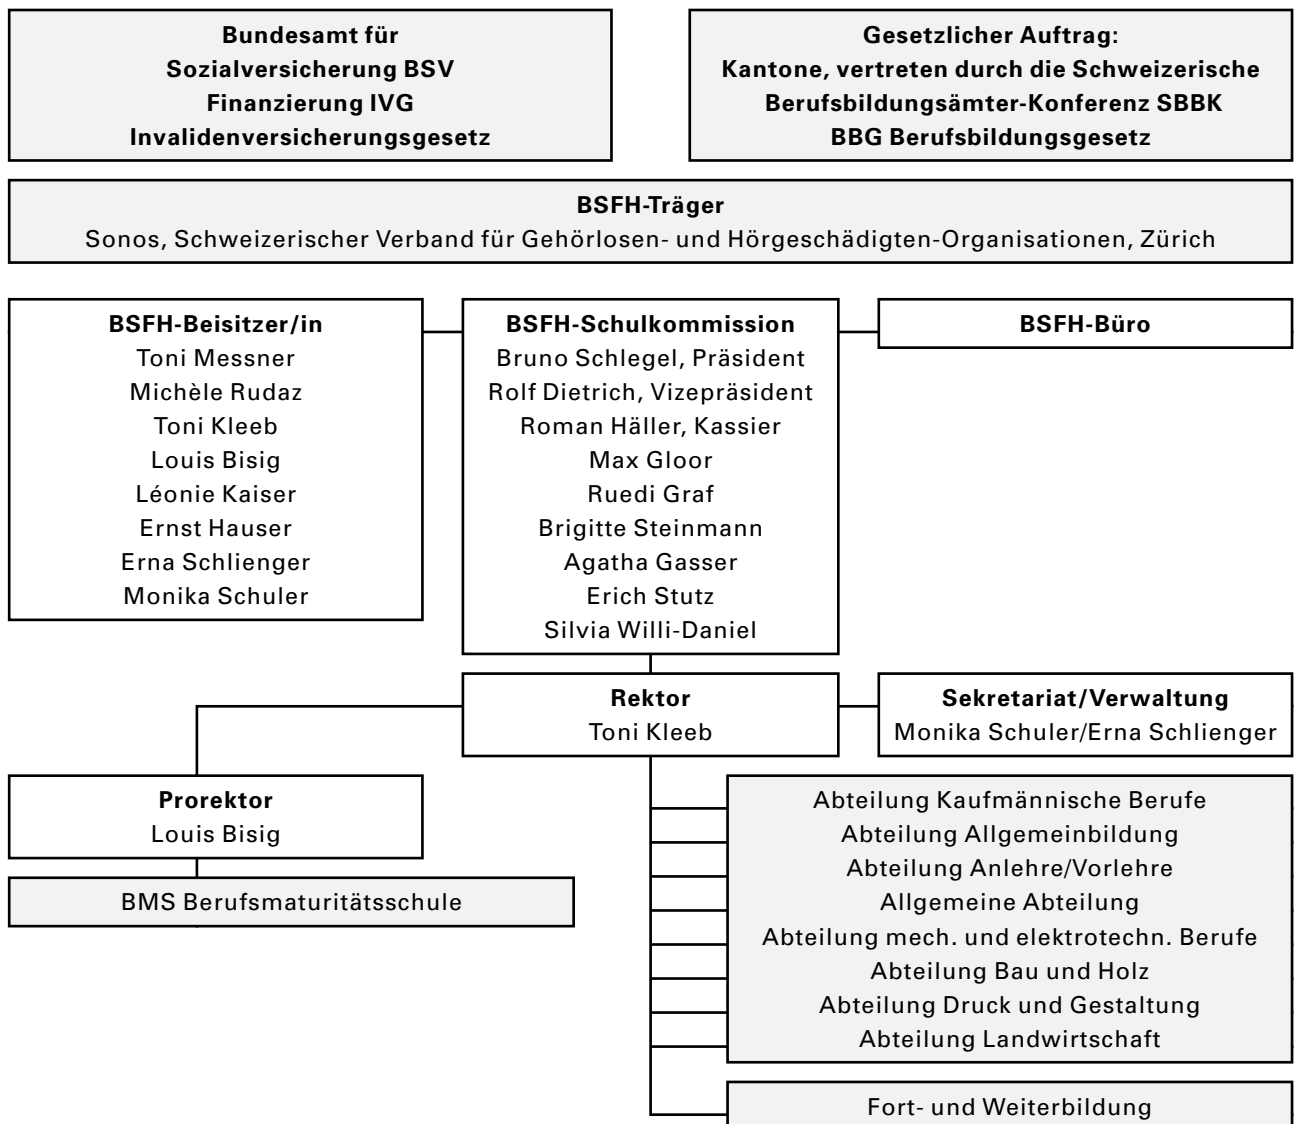 Bundesamt für
Sozialversicherung BSV
Finanzierung IVG
Invalidenversicherungsgesetz
Gesetzlicher Auftrag:
Kantone, vertreten durch die Schweizerische
Berufsbildungsämter-Konferenz SBBK
BBG Berufsbildungsgesetz
BSFH-Träger
Sonos, Schweizerischer Verband für Gehörlosen- und Hörgeschädigten-Organisationen, Zürich
BSFH-Beisitzer/in
Toni Messner
Michèle Rudaz
Toni Kleeb
Louis Bisig
Léonie Kaiser
Ernst Hauser
Erna Schlienger
Monika Schuler
BSFH-Schulkommission
Bruno Schlegel, Präsident
Rolf Dietrich, Vizepräsident
Roman Häller, Kassier
Max Gloor
Ruedi Graf
Brigitte Steinmann
Agatha Gasser
Erich Stutz
Silvia Willi-Daniel
BSFH-Büro
Rektor
Toni Kleeb
Sekretariat/Verwaltung
Monika Schuler/Erna Schlienger
Prorektor
Louis Bisig
BMS Berufsmaturitätsschule
Abteilung Kaufmännische Berufe
Abteilung Allgemeinbildung
Abteilung Anlehre/Vorlehre
Allgemeine Abteilung
Abteilung mech. und elektrotechn. Berufe
Abteilung Bau und Holz
Abteilung Druck und Gestaltung
Abteilung Landwirtschaft
Fort- und Weiterbildung